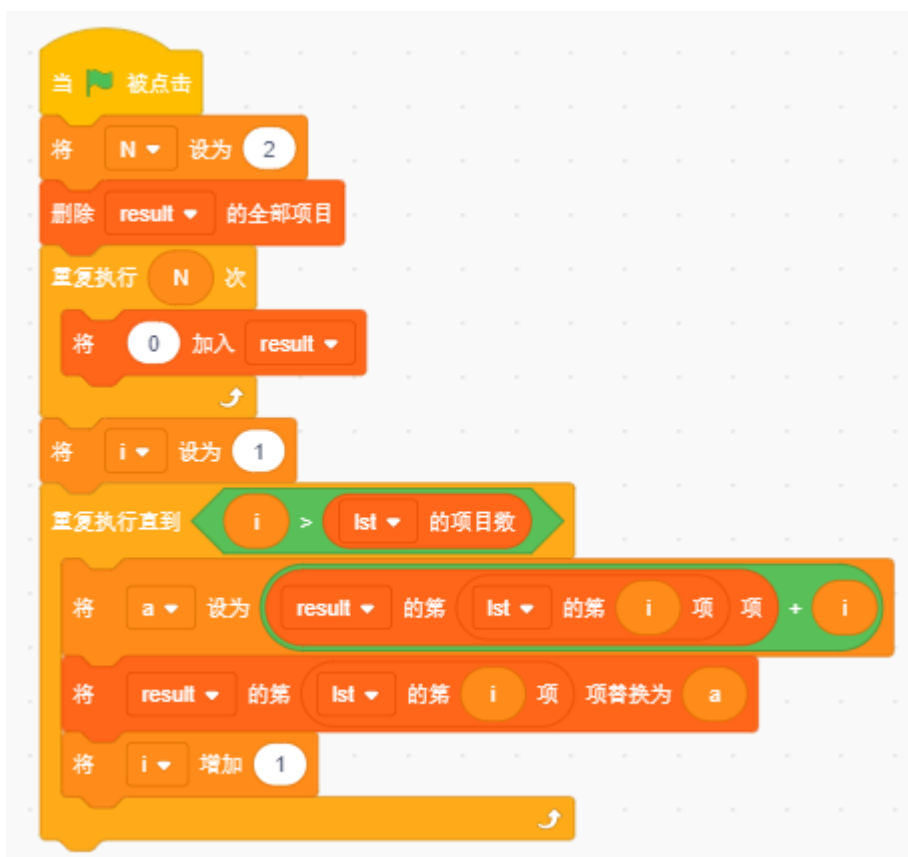 当 被点击
将 N 设为 2
删除 result 的全部项目
重复执行 N 次
将 0 加入 result
将 i 设为 1
重复执行直到 i > lst 的项目数
将 a 设为 result 的第 lst 的第 i 项 项 + i
将 result 的第 lst 的第 i 项 项替换为 a
将 i 增加 1